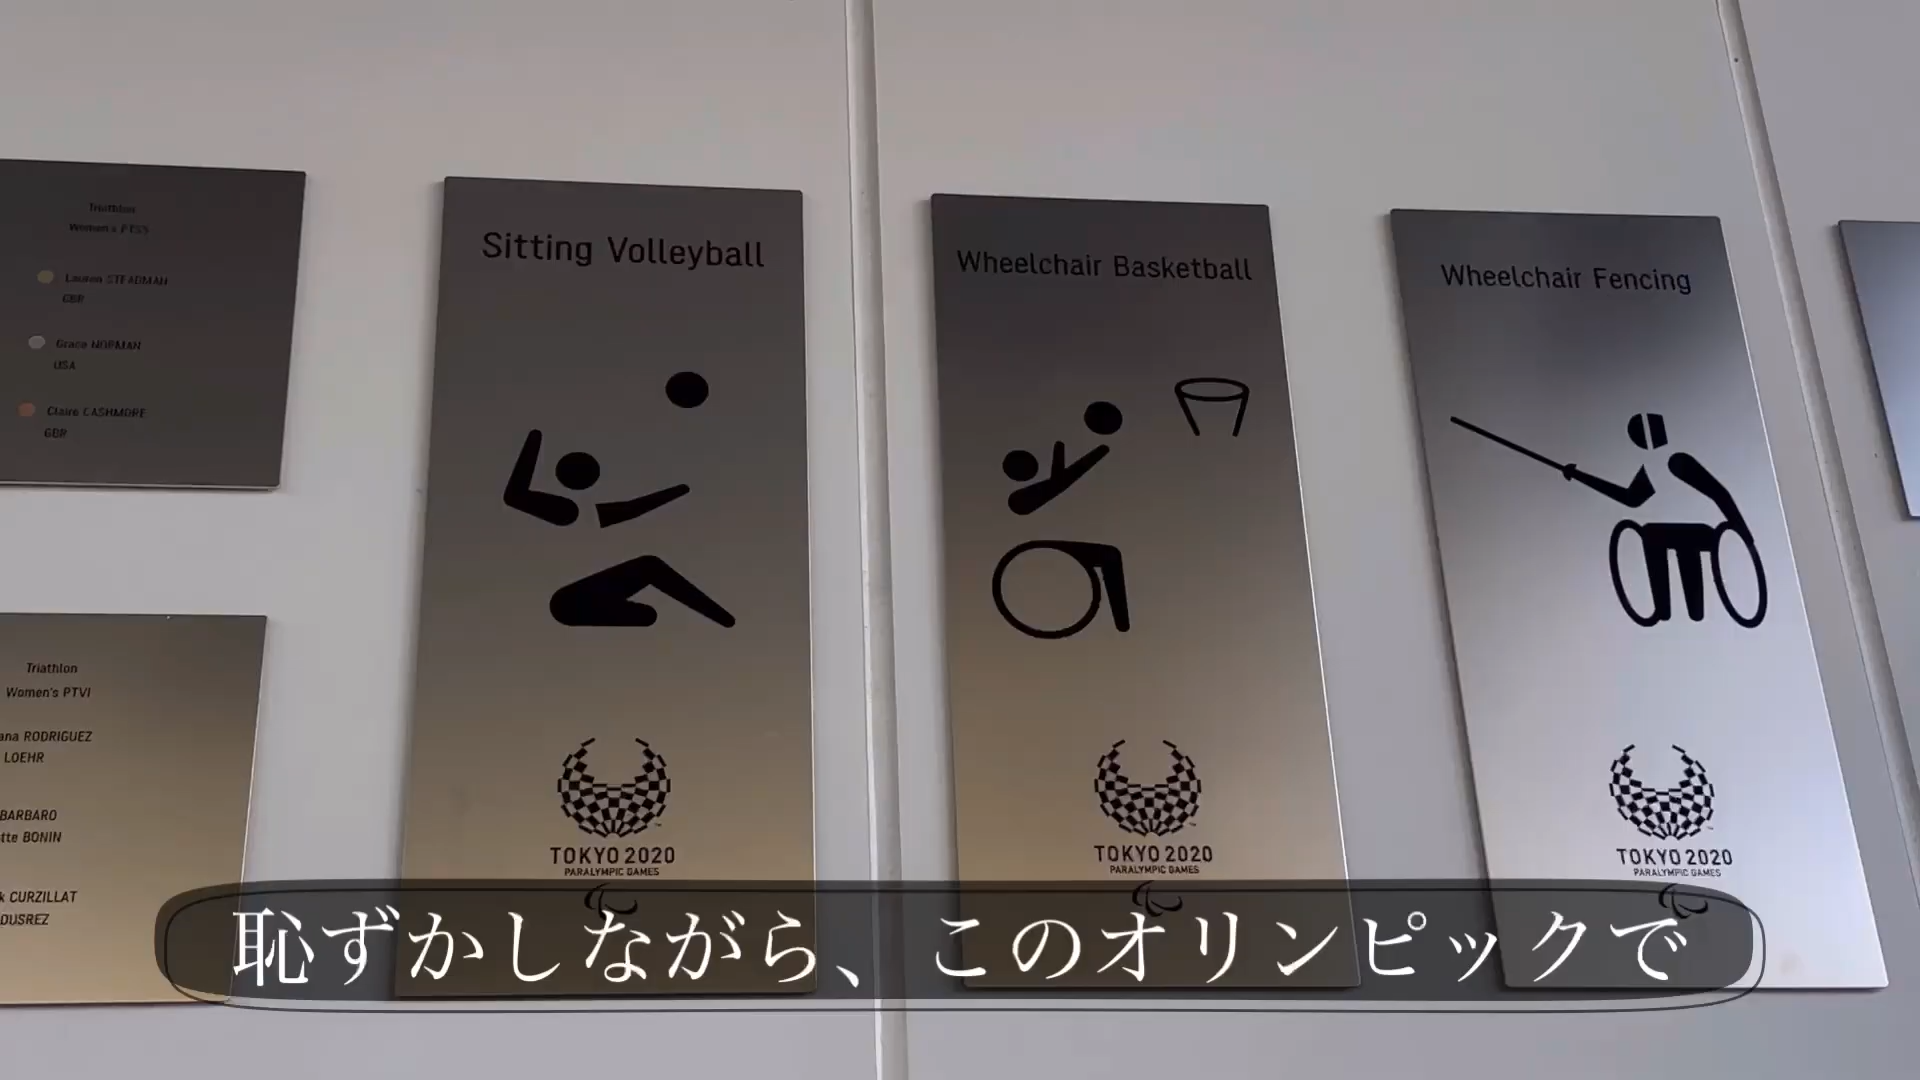 Triathlon
Women's PTS5
Lauren STEADMAN
GBR
Grace NORMAN
USA
Claire CASHMORE
GBR
Triathlon
Women's PTVI
ana RODRIGUEZ
LOEHR
BARBARO
tte BONIN
k CURZILLAT
DUSREZ
Sitting Volleyball
TOKYO 2020
PARALYMPIC GAMES
Wheelchair Basketball
TOKYO 2020
PARALYMPIC GAMES
Wheelchair Fencing
TOKYO 2020
PARALYMPIC GAMES
恥ずかしながら、このオリンピックで